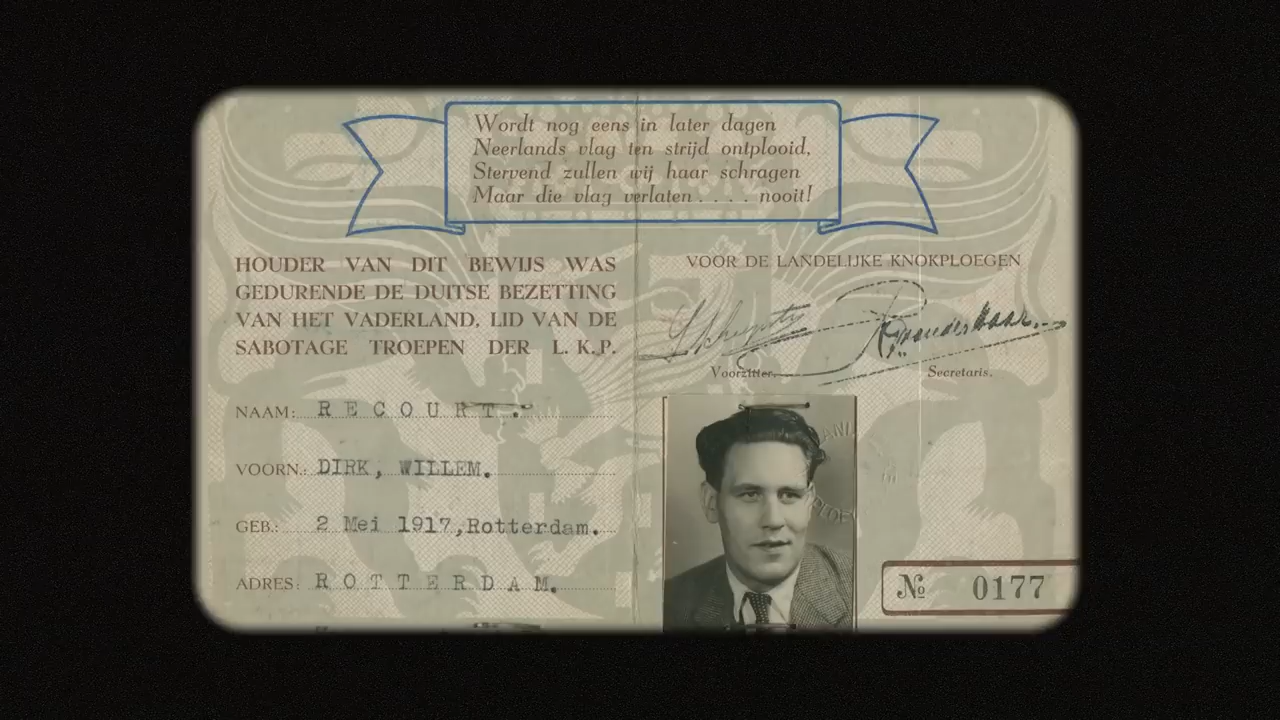 Wordt nog eens in later dagen
Neerlands vlag ten strijd ontplooid,
Stervend zullen wij haar schragen
Maar die vlag verlaten . . . . nooit!
HOUDER VAN DIT BEWIJS WAS
GEDURENDE DE DUITSE BEZETTING
VAN HET VADERLAND, LID VAN DE
SABOTAGE TROEPEN DER L. K. P.
NAAM: RECOURT.
VOORN.: DIRK, WILLEM.
GEB.: 2 Mei 1917, Rotterdam.
ADRES: ROTTERDAM.
VOOR DE LANDELIJKE KNOKPLOEGEN
Voorzitter.
Secretaris.
№ 0177